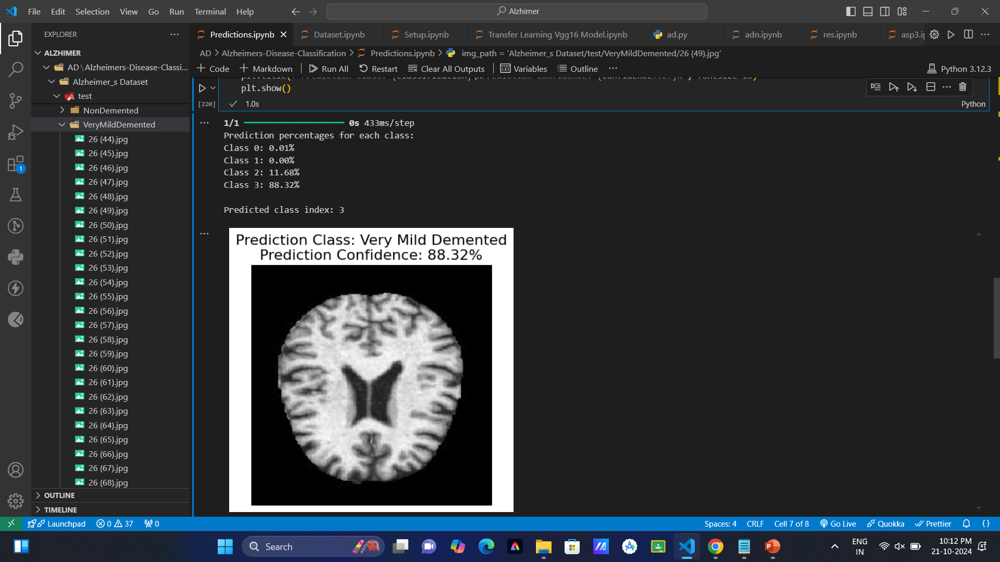 File Edit Selection View Go Run Terminal Help
Alzhimer
EXPLORER
ALZHIMER
AD\Alzheimers-Disease-Classi...
Alzheimer_s Dataset
test
NonDemented
VeryMildDemented
26 (44).jpg
26 (45).jpg
26 (46).jpg
26 (47).jpg
26 (48).jpg
26 (49).jpg
26 (50).jpg
26 (51).jpg
26 (52).jpg
26 (53).jpg
26 (54).jpg
26 (55).jpg
26 (56).jpg
26 (57).jpg
26 (58).jpg
26 (59).jpg
26 (60).jpg
26 (61).jpg
26 (62).jpg
26 (63).jpg
26 (64).jpg
26 (65).jpg
26 (66).jpg
26 (67).jpg
26 (68).jpg
OUTLINE
TIMELINE
1
Predictions.ipynb Dataset.ipynb Setup.ipynb Transfer Learning Vgg16 Model.ipynb ad.py adn.ipynb res.ipynb asp3.i
AD > Alzheimers-Disease-Classification > Predictions.ipynb > img_path = 'Alzheimer_s Dataset/test/VeryMildDemented/26 (49).jpg'
+ Code + Markdown | Run All Restart Clear All Outputs | Variables Outline ...
Python 3.12.3
plt.show()
[220] 1.0s
Python
1/1 0s 433ms/step
Prediction percentages for each class:
Class 0: 0.01%
Class 1: 0.00%
Class 2: 11.68%
Class 3: 88.32%
Predicted class index: 3
Prediction Class: Very Mild Demented
Prediction Confidence: 88.32%
Launchpad 0 37 0
Spaces: 4 CRLF Cell 7 of 8 Go Live Quokka Prettier {}
Search
ENG
IN
10:12 PM
21-10-2024